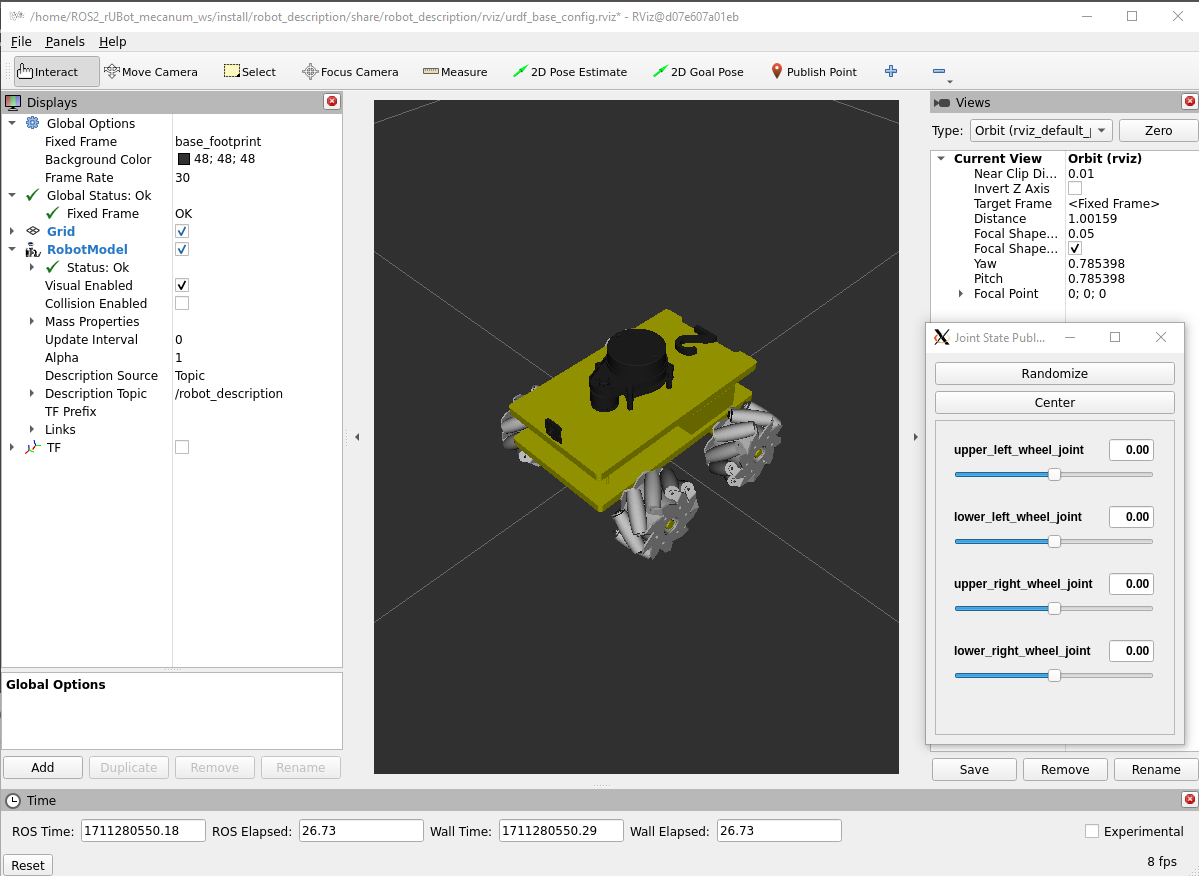 /home/ROS2_rUBot_mecanum_ws/install/robot_description/share/robot_description/rviz/urdf_base_config.rviz* - RViz@d07e607a01eb
File Panels Help
Interact Move Camera Select Focus Camera Measure 2D Pose Estimate 2D Goal Pose Publish Point
Displays
Global Options
Fixed Frame base_footprint
Background Color 48; 48; 48
Frame Rate 30
Global Status: Ok
Fixed Frame OK
Grid
RobotModel
Status: Ok
Visual Enabled
Collision Enabled
Mass Properties
Update Interval 0
Alpha 1
Description Source Topic
Description Topic /robot_description
TF Prefix
Links
TF
Global Options
Add Duplicate Remove Rename
Views
Type: Orbit (rviz_default_ Zero
Current View Orbit (rviz)
Near Clip Di... 0.01
Invert Z Axis
Target Frame <Fixed Frame>
Distance 1.00159
Focal Shape... 0.05
Focal Shape...
Yaw 0.785398
Pitch 0.785398
Focal Point 0; 0; 0
Joint State Publ...
Randomize
Center
upper_left_wheel_joint 0.00
lower_left_wheel_joint 0.00
upper_right_wheel_joint 0.00
lower_right_wheel_joint 0.00
Save Remove Rename
Time
ROS Time: 1711280550.18 ROS Elapsed: 26.73 Wall Time: 1711280550.29 Wall Elapsed: 26.73 Experimental
Reset 8 fps